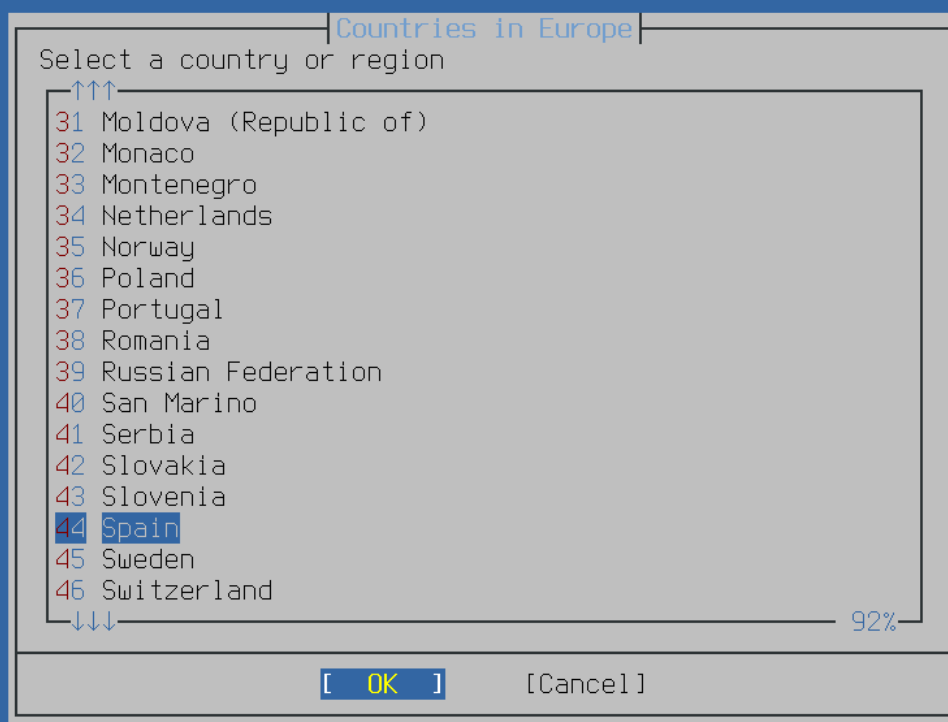 Countries in Europe
Select a country or region
↑↑↑
31 Moldova (Republic of)
32 Monaco
33 Montenegro
34 Netherlands
35 Norway
36 Poland
37 Portugal
38 Romania
39 Russian Federation
40 San Marino
41 Serbia
42 Slovakia
43 Slovenia
44 Spain
45 Sweden
46 Switzerland
↓↓↓ 92%
[ OK ] [Cancel]